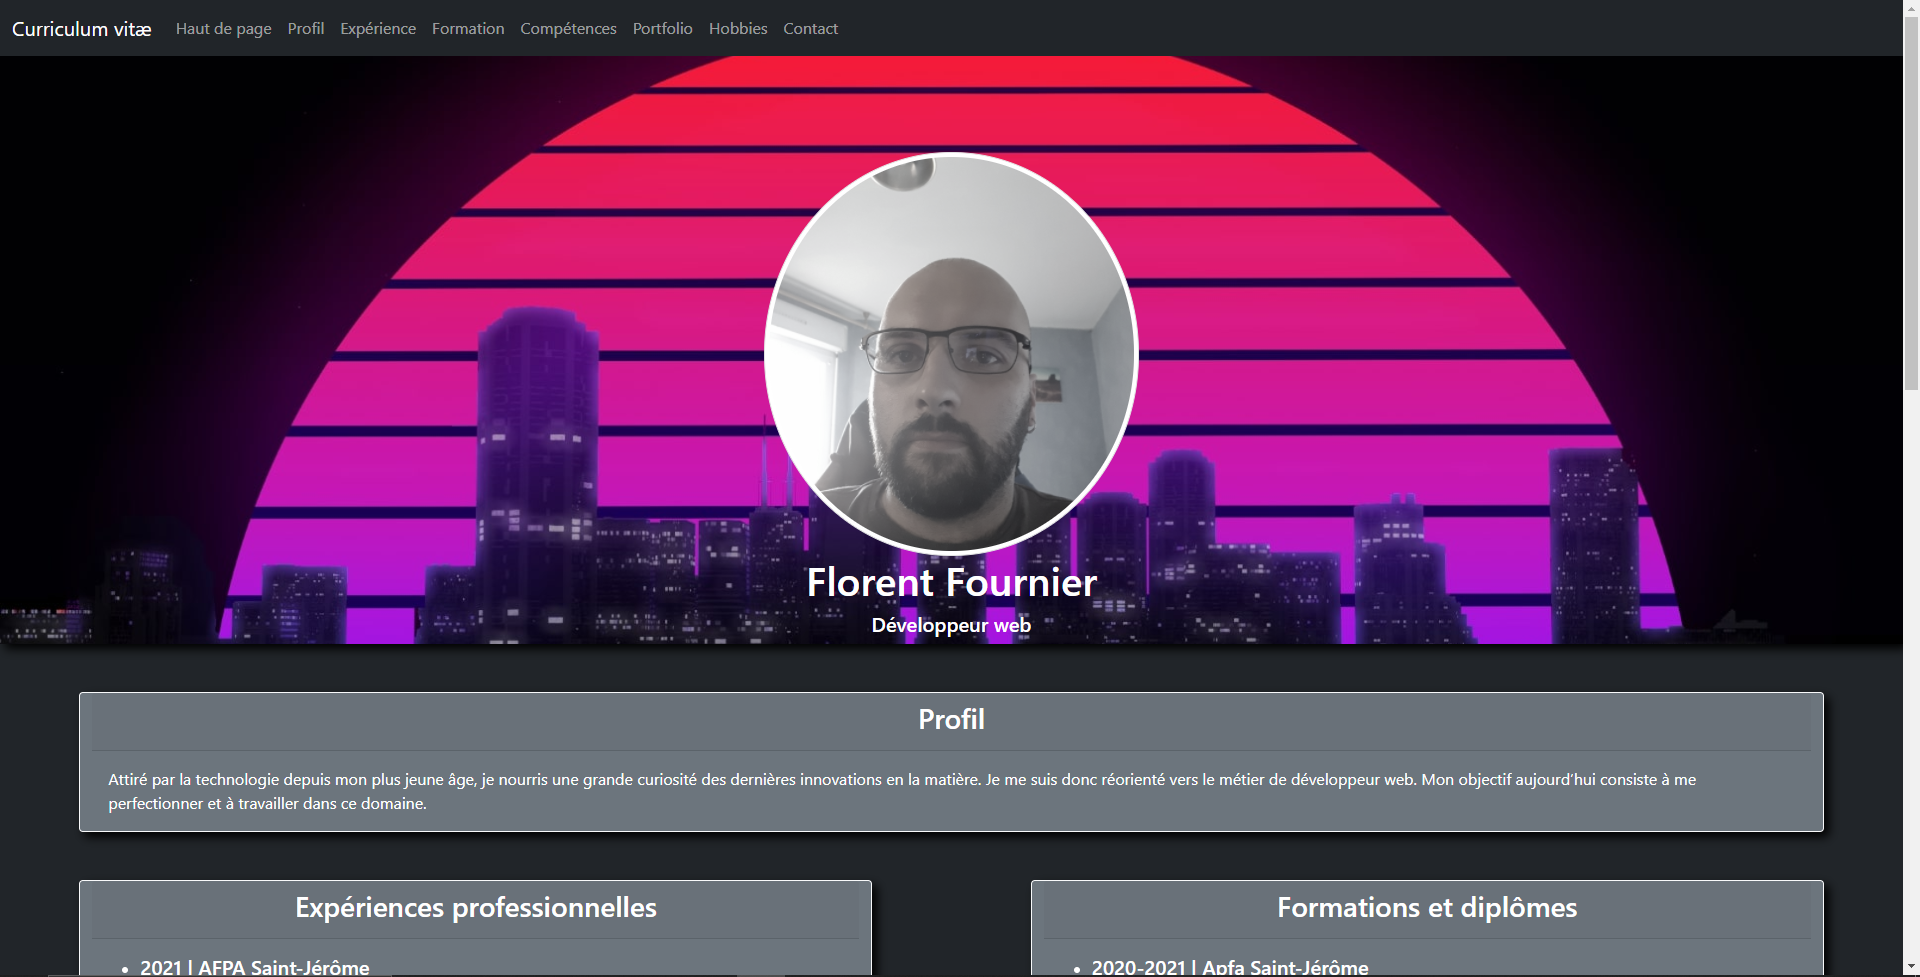 Curriculum vitæ Haut de page Profil Expérience Formation Compétences Portfolio Hobbies Contact
Florent Fournier
Développeur web
Profil
Attiré par la technologie depuis mon plus jeune âge, je nourris une grande curiosité des dernières innovations en la matière. Je me suis donc réorienté vers le métier de développeur web. Mon objectif aujourd’hui consiste à me
perfectionner et à travailler dans ce domaine.
Expériences professionnelles
2021 | AFPA Saint-Jérôme
Formations et diplômes
2020-2021 | Apfa Saint-Jérôme